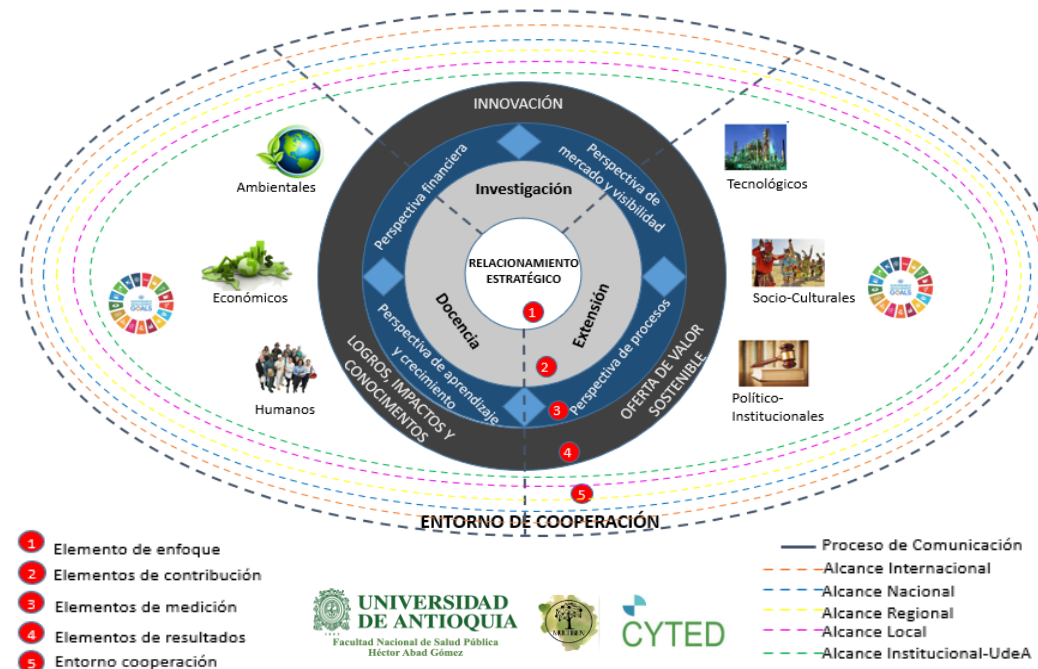 INNOVACIÓN
Perspectiva financiera
Perspectiva de
mercado y visibilidad
Investigación
RELACIONAMIENTO
ESTRATÉGICO
Docencia
Extensión
Perspectiva de aprendizaje
y crecimiento
Perspectiva de procesos
LOGROS, IMPACTOS Y
CONOCIMIENTOS
OFERTA DE VALOR
SOSTENIBLE
1
2
3
4
5
Ambientales
Económicos
Humanos
Tecnológicos
Socio-Culturales
Político-
Institucionales
GOALS
GOALS
ENTORNO DE COOPERACIÓN
1 Elemento de enfoque
2 Elementos de contribución
3 Elementos de medición
4 Elementos de resultados
5 Entorno cooperación
UNIVERSIDAD
DE ANTIOQUIA
Facultad Nacional de Salud Pública
Héctor Abad Gómez
CYTED
Proceso de Comunicación
Alcance Internacional
Alcance Nacional
Alcance Regional
Alcance Local
Alcance Institucional-UdeA